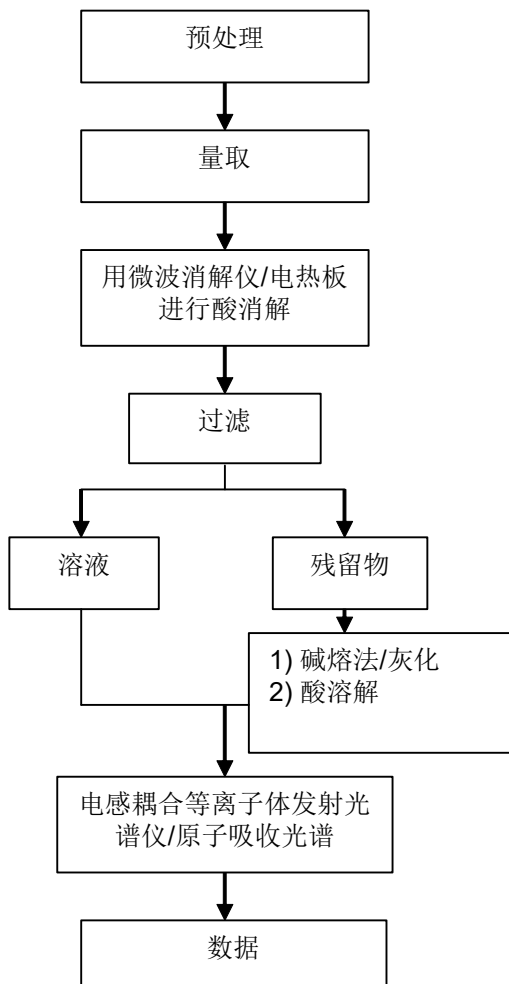 预处理
量取
用微波消解仪/电热板
进行酸消解
过滤
溶液
残留物
1) 碱熔法/灰化
2) 酸溶解
电感耦合等离子体发射光
谱仪/原子吸收光谱
数据